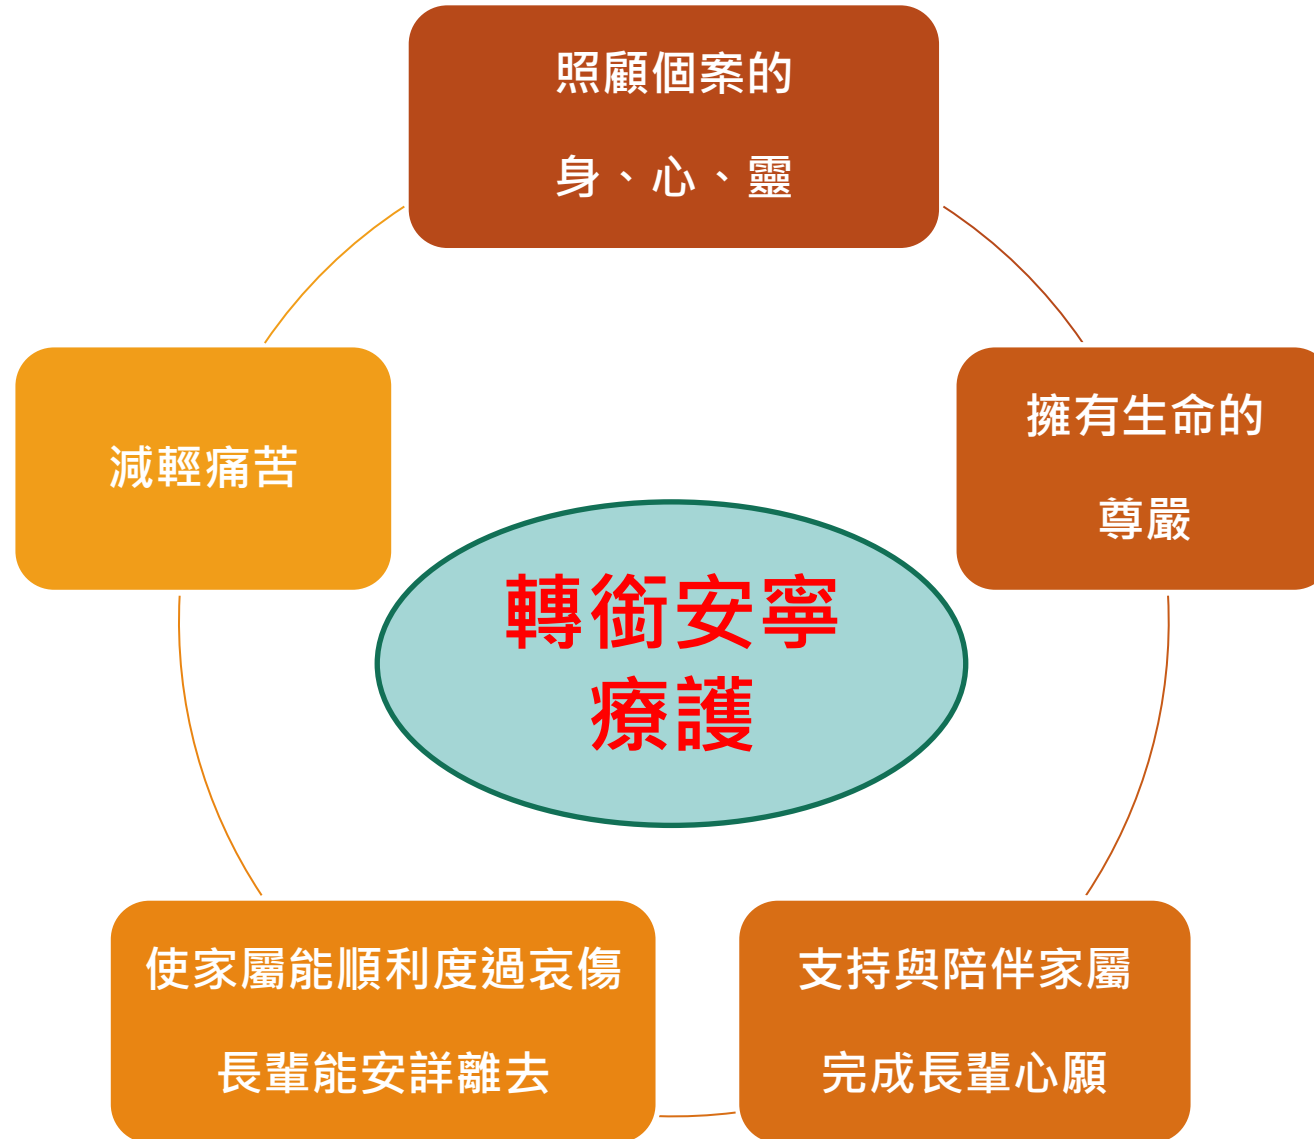 照顧個案的
身、心、靈
擁有生命的
尊嚴
減輕痛苦
轉銜安寧
療護
使家屬能順利度過哀傷
長輩能安詳離去
支持與陪伴家屬
完成長輩心願